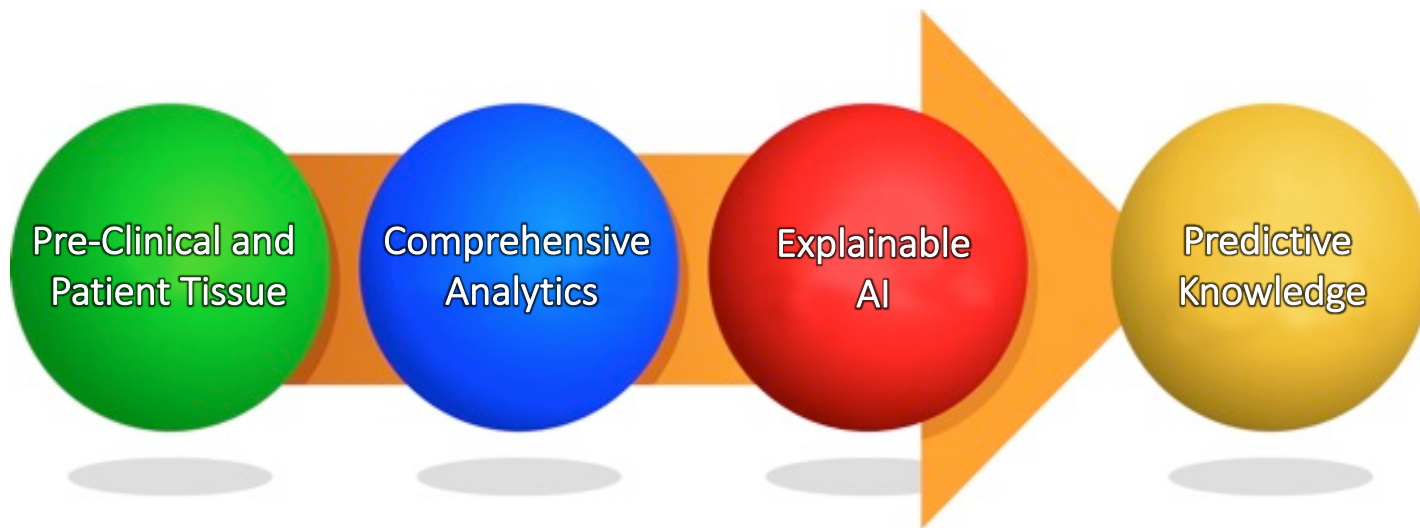 Pre-Clinical and
Patient Tissue
Comprehensive
Analytics
Explainable
AI
Predictive
Knowledge